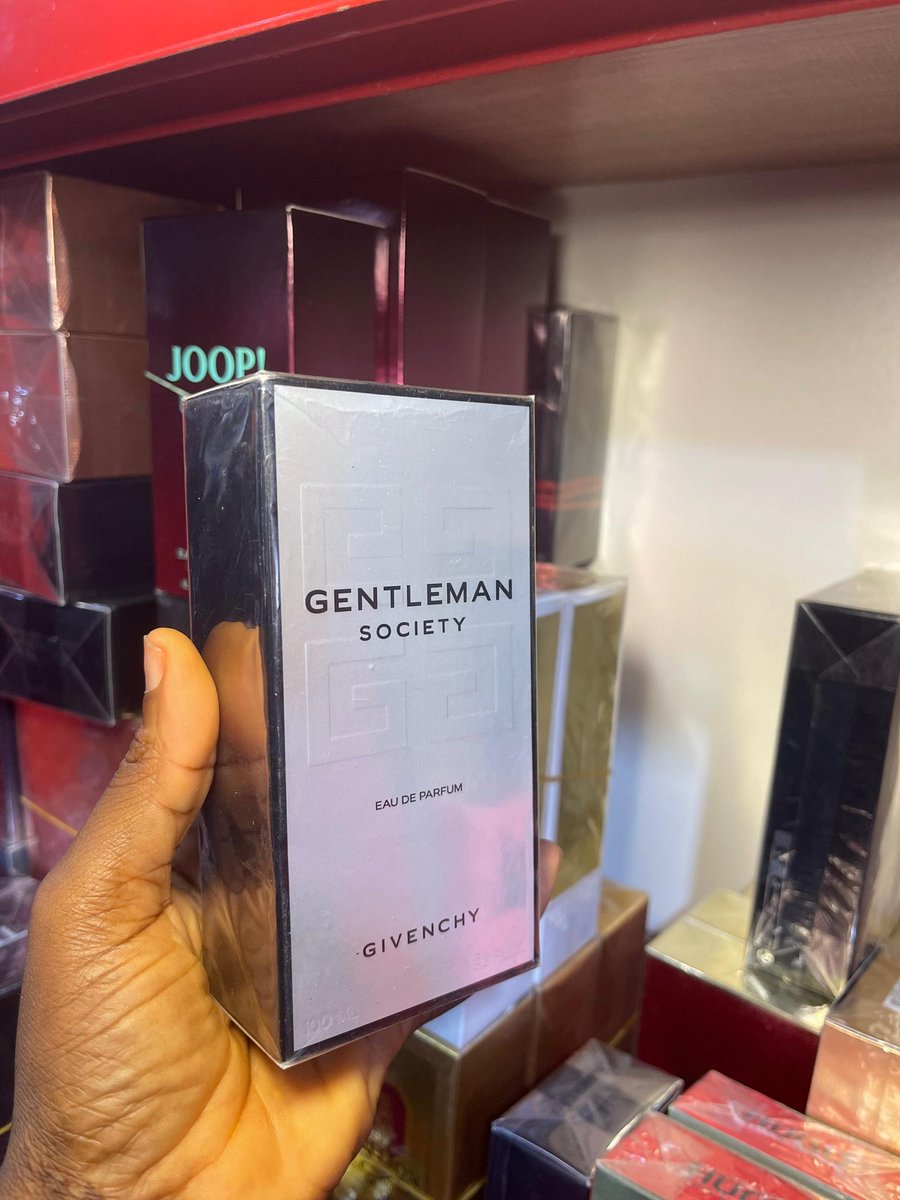 JOOP!
GENTLEMAN
SOCIETY
EAU DE PARFUM
GIVENCHY
100 ML